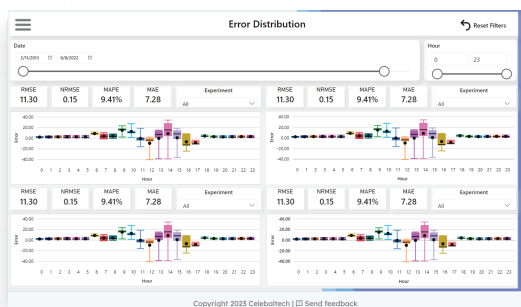 Error Distribution
Reset Filters
Date
2/11/2013 6/8/2022
Hour
0 23
RMSE NRMSE MAPE MAE Experiment
11.30 0.15 9.41% 7.28 All
RMSE NRMSE MAPE MAE Experiment
11.30 0.15 9.41% 7.28 All
Error
40.00
20.00
0.00
-20.00
-40.00
0 1 2 3 4 5 6 7 8 9 10 11 12 13 14 15 16 17 18 19 20 21 22 23
Hour
Error
40.00
20.00
0.00
-20.00
-40.00
0 1 2 3 4 5 6 7 8 9 10 11 12 13 14 15 16 17 18 19 20 21 22 23
Hour
RMSE NRMSE MAPE MAE Experiment
11.30 0.15 9.41% 7.28 All
RMSE NRMSE MAPE MAE Experiment
11.30 0.15 9.41% 7.28 All
Error
40.00
20.00
0.00
-20.00
-40.00
0 1 2 3 4 5 6 7 8 9 10 11 12 13 14 15 16 17 18 19 20 21 22 23
Hour
Error
40.00
20.00
0.00
-20.00
-40.00
0 1 2 3 4 5 6 7 8 9 10 11 12 13 14 15 16 17 18 19 20 21 22 23
Hour
Copyright 2023 Celebaltech | Send feedback